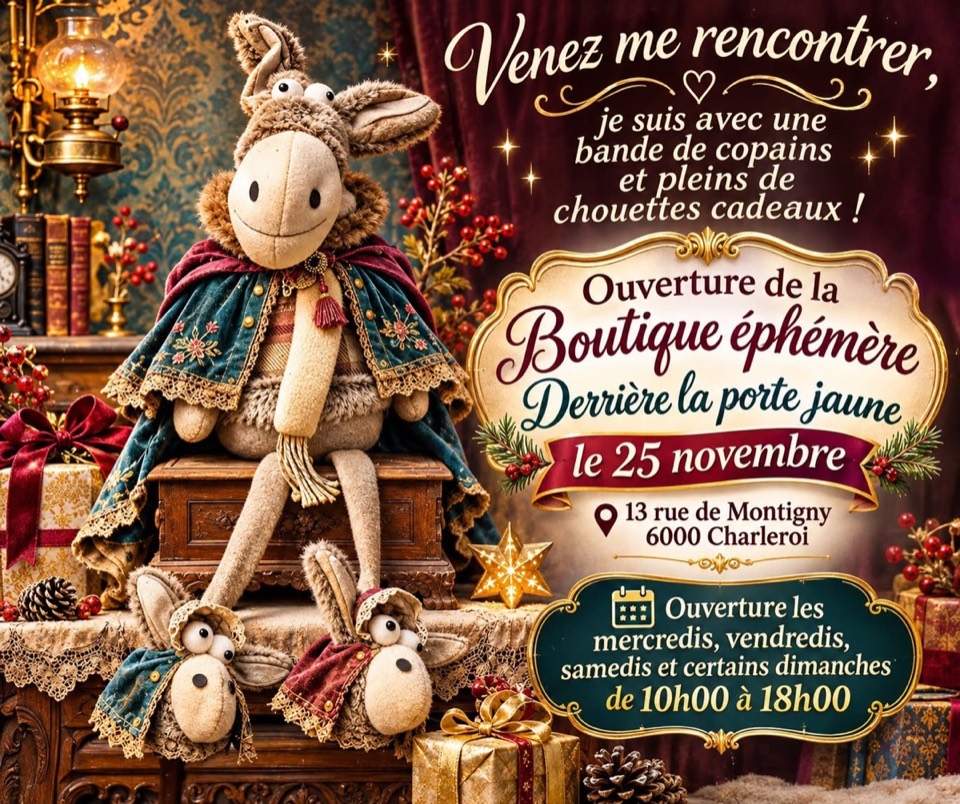 Venez me rencontrer,
je suis avec une
bande de copains
et pleins de
chouettes cadeaux !
Ouverture de la
Boutique éphémère
Derrière la porte jaune
le 25 novembre
13 rue de Montigny
6000 Charleroi
Ouverture les
mercredis, vendredis,
samedis et certains dimanches
de 10h00 à 18h00